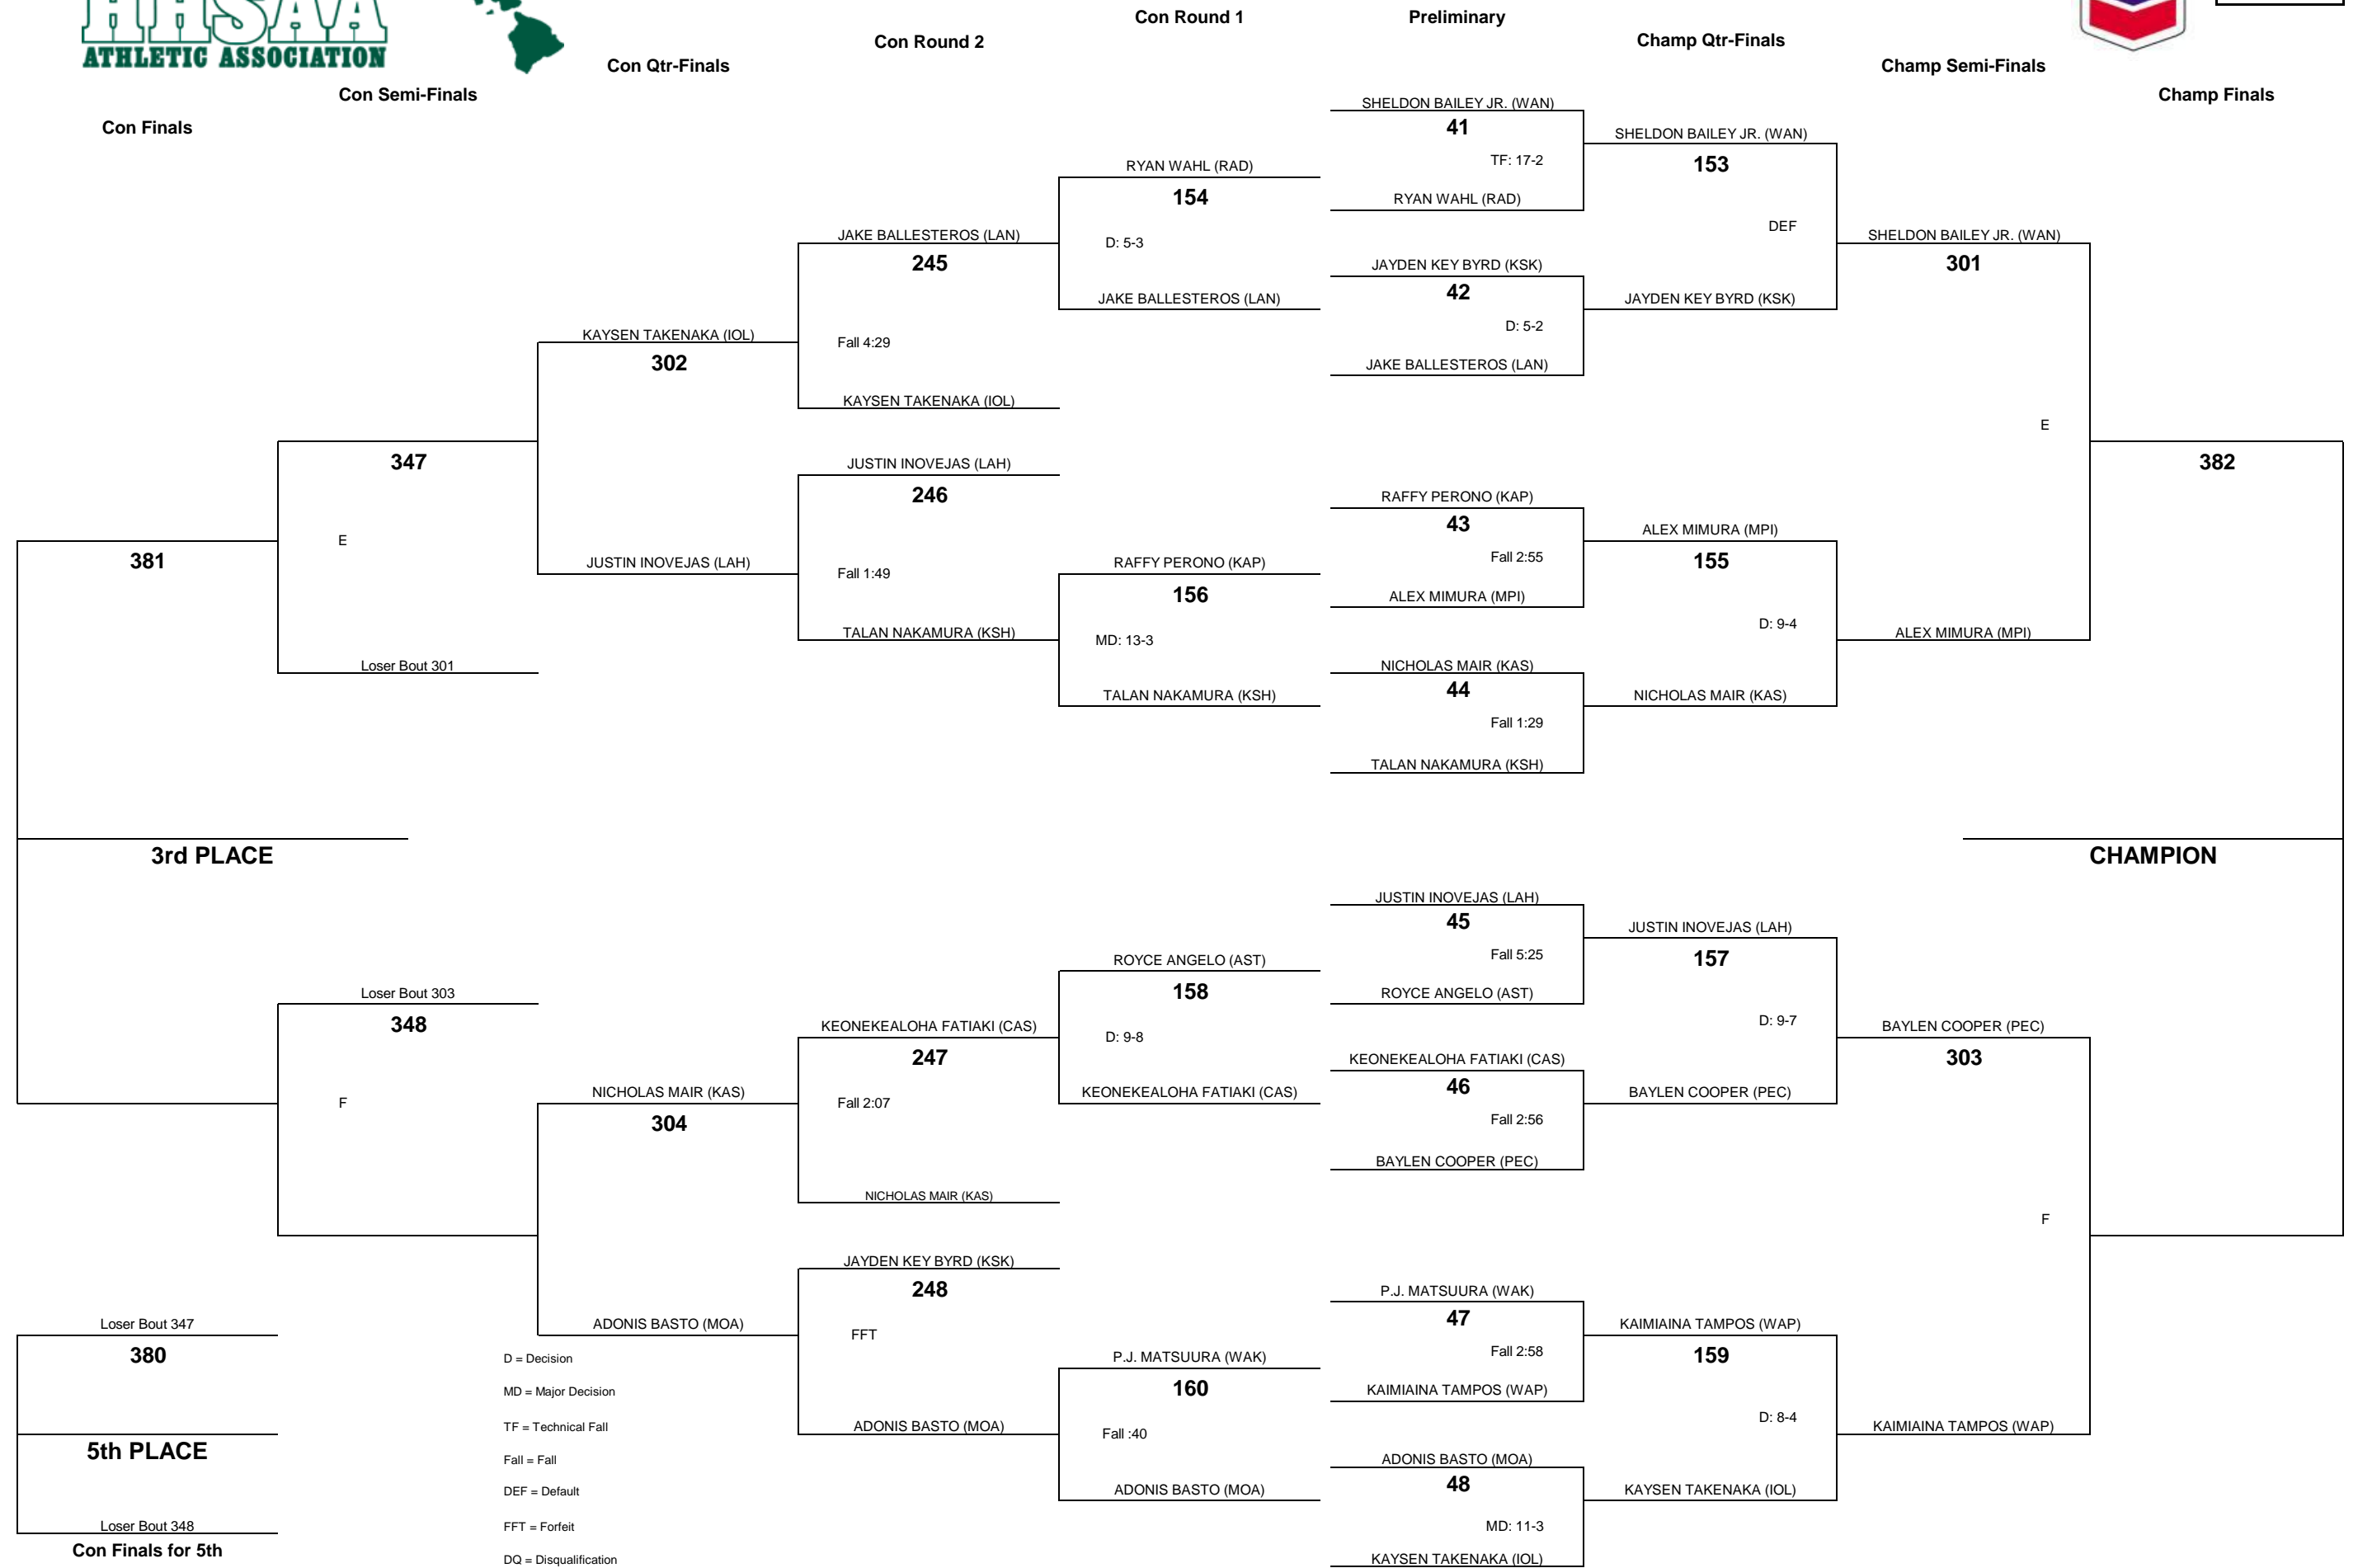 HHSAA
ATHLETIC ASSOCIATION
Con Finals
Con Semi-Finals
Con Qtr-Finals
Con Round 2
Con Round 1
Preliminary
Champ Qtr-Finals
Champ Semi-Finals
Champ Finals
SHELDON BAILEY JR. (WAN)
41
TF: 17-2
RYAN WAHL (RAD)
JAYDEN KEY BYRD (KSK)
42
D: 5-2
JAKE BALLESTEROS (LAN)
RAFFY PERONO (KAP)
43
Fall 2:55
ALEX MIMURA (MPI)
NICHOLAS MAIR (KAS)
44
Fall 1:29
TALAN NAKAMURA (KSH)
JUSTIN INOVEJAS (LAH)
45
Fall 5:25
ROYCE ANGELO (AST)
KEONEKEALOHA FATIAKI (CAS)
46
Fall 2:56
BAYLEN COOPER (PEC)
P.J. MATSUURA (WAK)
47
Fall 2:58
KAIMIAINA TAMPOS (WAP)
ADONIS BASTO (MOA)
48
MD: 11-3
KAYSEN TAKENAKA (IOL)
SHELDON BAILEY JR. (WAN)
153
DEF
JAYDEN KEY BYRD (KSK)
ALEX MIMURA (MPI)
155
D: 9-4
NICHOLAS MAIR (KAS)
JUSTIN INOVEJAS (LAH)
157
D: 9-7
BAYLEN COOPER (PEC)
KAIMIAINA TAMPOS (WAP)
159
D: 8-4
KAYSEN TAKENAKA (IOL)
SHELDON BAILEY JR. (WAN)
301
E
ALEX MIMURA (MPI)
BAYLEN COOPER (PEC)
303
F
KAIMIAINA TAMPOS (WAP)
382
CHAMPION
RYAN WAHL (RAD)
154
D: 5-3
JAKE BALLESTEROS (LAN)
RAFFY PERONO (KAP)
156
MD: 13-3
TALAN NAKAMURA (KSH)
ROYCE ANGELO (AST)
158
D: 9-8
KEONEKEALOHA FATIAKI (CAS)
P.J. MATSUURA (WAK)
160
Fall :40
ADONIS BASTO (MOA)
JAKE BALLESTEROS (LAN)
245
Fall 4:29
KAYSEN TAKENAKA (IOL)
JUSTIN INOVEJAS (LAH)
246
Fall 1:49
TALAN NAKAMURA (KSH)
KEONEKEALOHA FATIAKI (CAS)
247
Fall 2:07
NICHOLAS MAIR (KAS)
JAYDEN KEY BYRD (KSK)
248
FFT
ADONIS BASTO (MOA)
KAYSEN TAKENAKA (IOL)
302
JUSTIN INOVEJAS (LAH)
NICHOLAS MAIR (KAS)
304
ADONIS BASTO (MOA)
347
E
Loser Bout 301
Loser Bout 303
348
F
381
3rd PLACE
Loser Bout 347
380
5th PLACE
Loser Bout 348
Con Finals for 5th
D = Decision
MD = Major Decision
TF = Technical Fall
Fall = Fall
DEF = Default
FFT = Forfeit
DQ = Disqualification